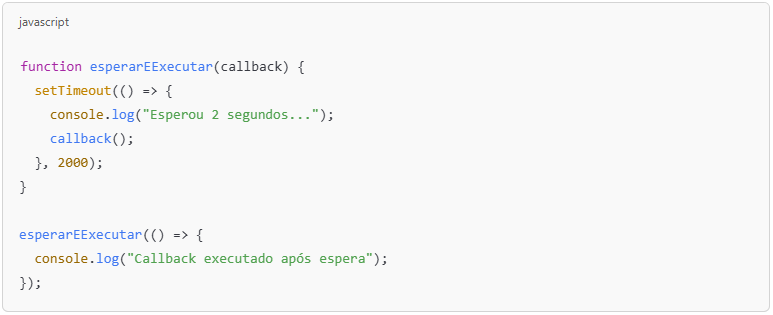 javascript
function esperarEExecutar(callback) {
  setTimeout(() => {
    console.log("Esperou 2 segundos...");
    callback();
  }, 2000);
}
esperarEExecutar(() => {
  console.log("Callback executado após espera");
});